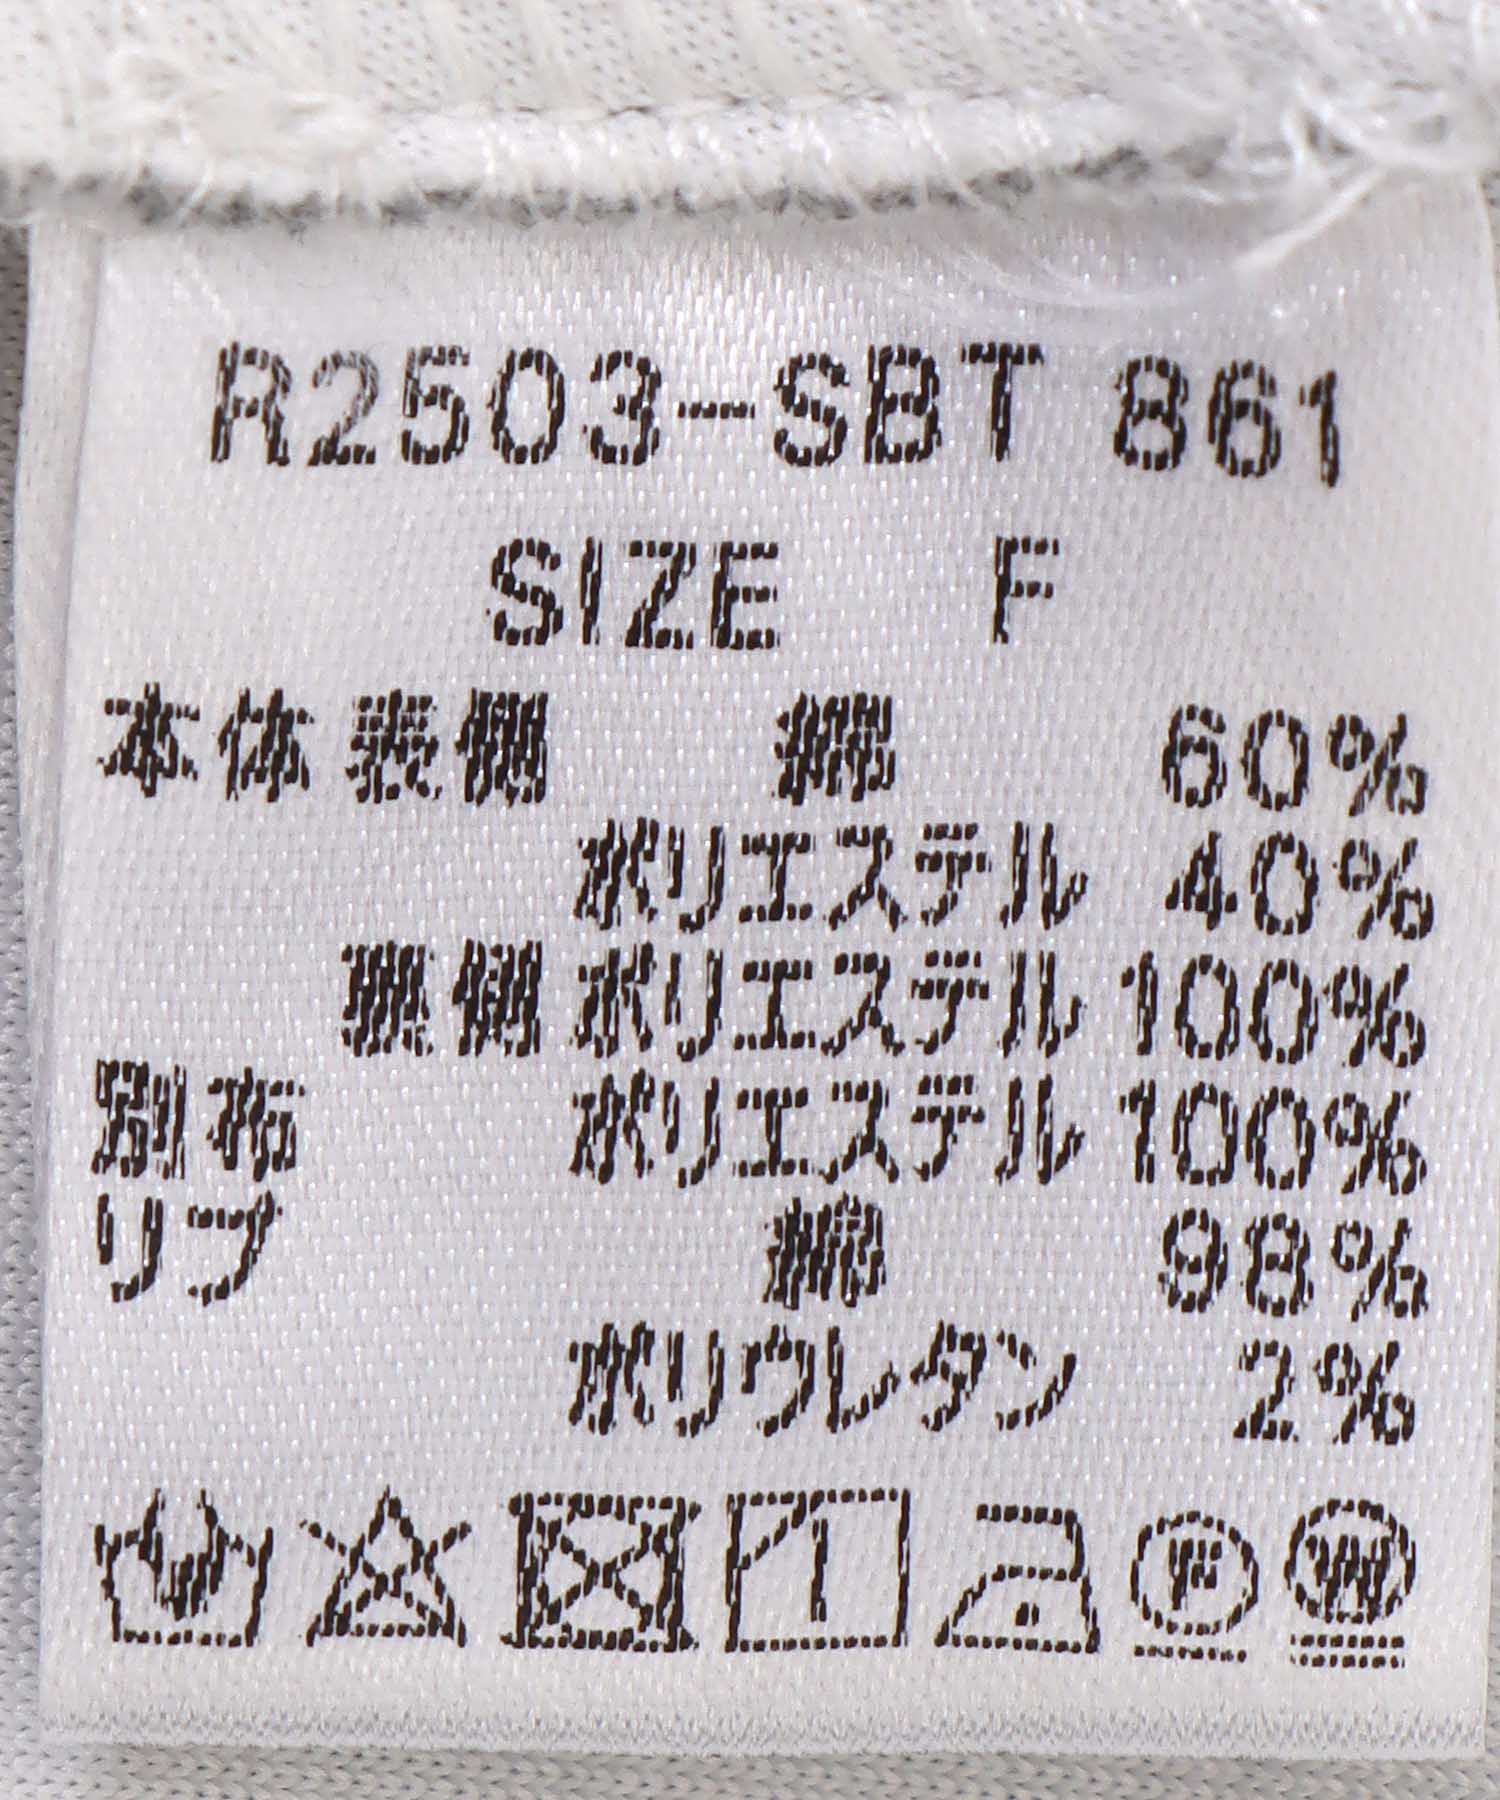 R2503-SBT 861
SIZE F
本体 表側 綿 60%
ポリエステル 40%
裏側 ポリエステル 100%
別布 ポリエステル 100%
リブ 綿 98%
ポリウレタン 2%
P W